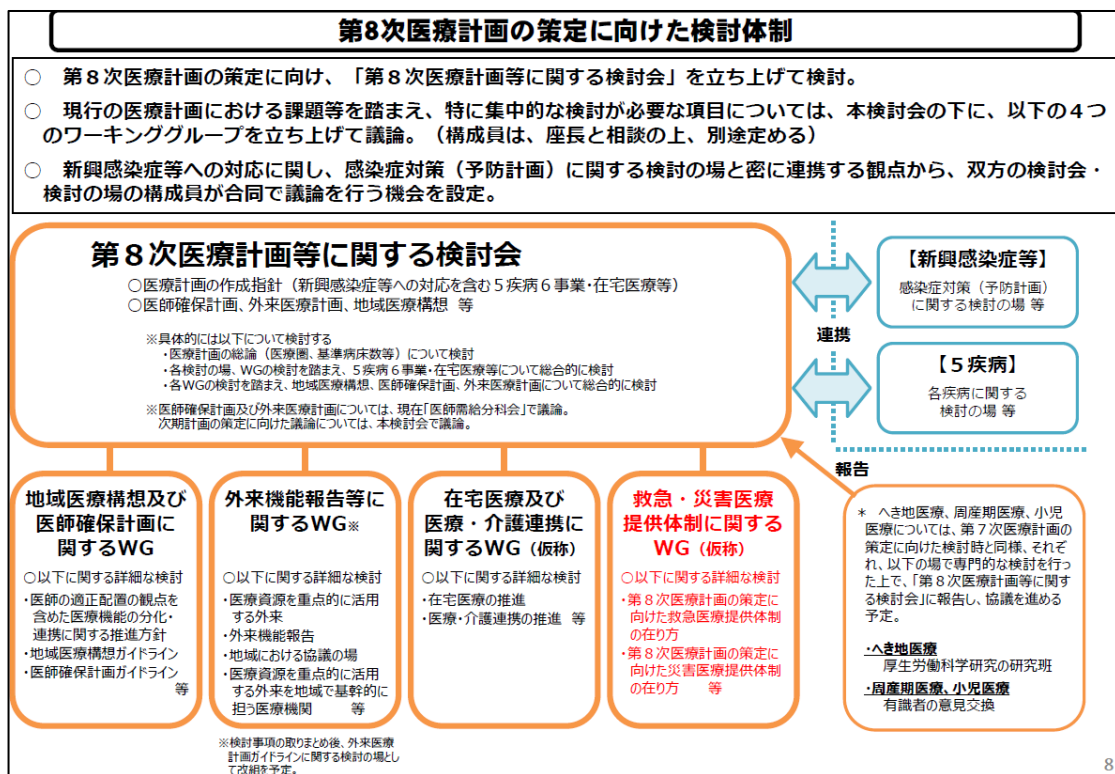 第8次医療計画の策定に向けた検討体制
○ 第８次医療計画の策定に向け、「第８次医療計画等に関する検討会」を立ち上げて検討。
○ 現行の医療計画における課題等を踏まえ、特に集中的な検討が必要な項目については、本検討会の下に、以下の４つ
のワーキンググループを立ち上げて議論。（構成員は、座長と相談の上、別途定める）
○ 新興感染症等への対応に関し、感染症対策（予防計画）に関する検討の場と密に連携する観点から、双方の検討会・
検討の場の構成員が合同で議論を行う機会を設定。
第８次医療計画等に関する検討会
○医療計画の作成指針（新興感染症等への対応を含む５疾病６事業・在宅医療等）
○医師確保計画、外来医療計画、地域医療構想 等
※具体的には以下について検討する
・医療計画の総論（医療圏、基準病床数等）について検討
・各検討の場、WGの検討を踏まえ、５疾病６事業・在宅医療等について総合的に検討
・各WGの検討を踏まえ、地域医療構想、医師確保計画、外来医療計画について総合的に検討
※医師確保計画及び外来医療計画については、現在「医師需給分科会」で議論。
次期計画の策定に向けた議論については、本検討会で議論。
連携
【新興感染症等】
感染症対策（予防計画）
に関する検討の場 等
【５疾病】
各疾病に関する
検討の場 等
報告
地域医療構想及び
医師確保計画に
関するWG
○以下に関する詳細な検討
・医師の適正配置の観点を
含めた医療機能の分化・
連携に関する推進方針
・地域医療構想ガイドライン
・医師確保計画ガイドライン
等
外来機能報告等に
関するWG※
○以下に関する詳細な検討
・医療資源を重点的に活用
する外来
・外来機能報告
・地域における協議の場
・医療資源を重点的に活用
する外来を地域で基幹的に
担う医療機関 等
※検討事項の取りまとめ後、外来医療
計画ガイドラインに関する検討の場とし
て改組を予定。
在宅医療及び
医療・介護連携に
関するWG（仮称）
○以下に関する詳細な検討
・在宅医療の推進
・医療・介護連携の推進 等
救急・災害医療
提供体制に関する
WG（仮称）
○以下に関する詳細な検討
・第８次医療計画の策定に
向けた救急医療提供体制
の在り方
・第８次医療計画の策定に
向けた災害医療提供体制
の在り方 等
＊ へき地医療、周産期医療、小児
医療については、第７次医療計画の
策定に向けた検討時と同様、それぞ
れ、以下の場で専門的な検討を行っ
た上で、「第８次医療計画等に関す
る検討会」に報告し、協議を進める
予定。
・へき地医療
厚生労働科学研究の研究班
・周産期医療、小児医療
有識者の意見交換
8